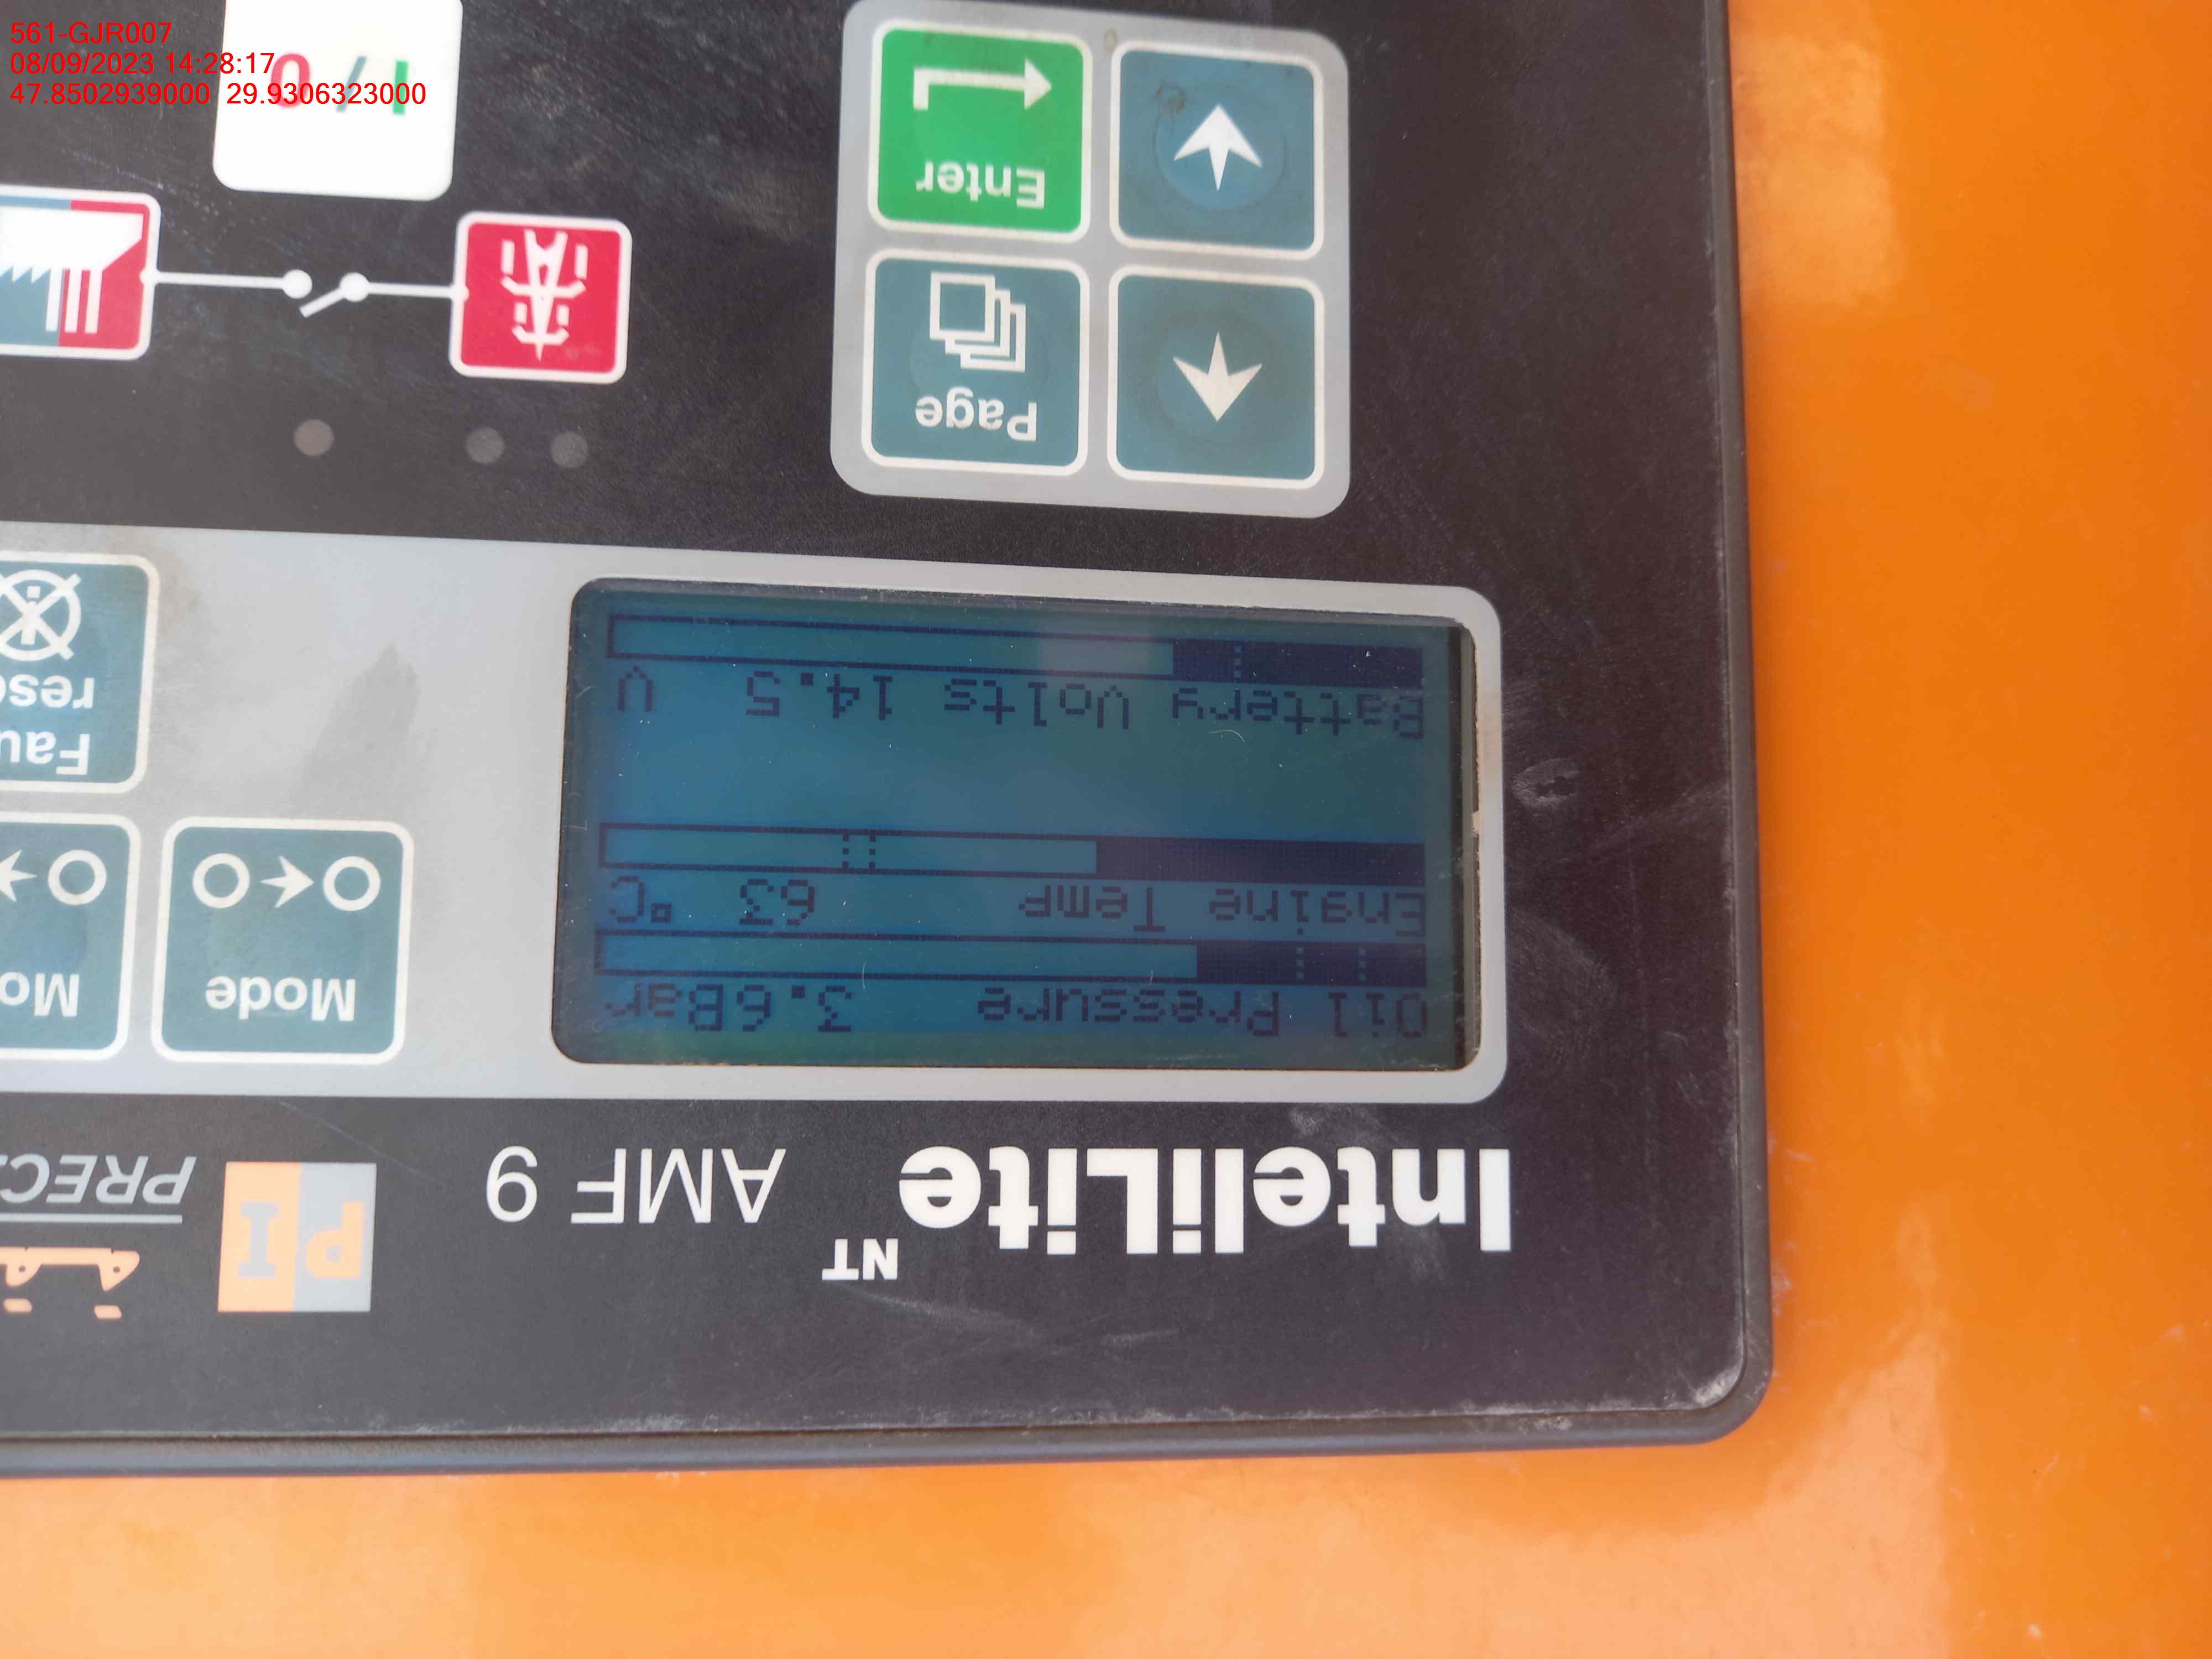 561-GJR007
08/09/2023 14:28:17
47.8502939000 29.9306323000
InteliLite NT AMF 9
PI
Oil Pressure 3.6Bar
Engine Temp 63 °C
Battery Volts 14.5 V
Mode
Page
Enter
I/O